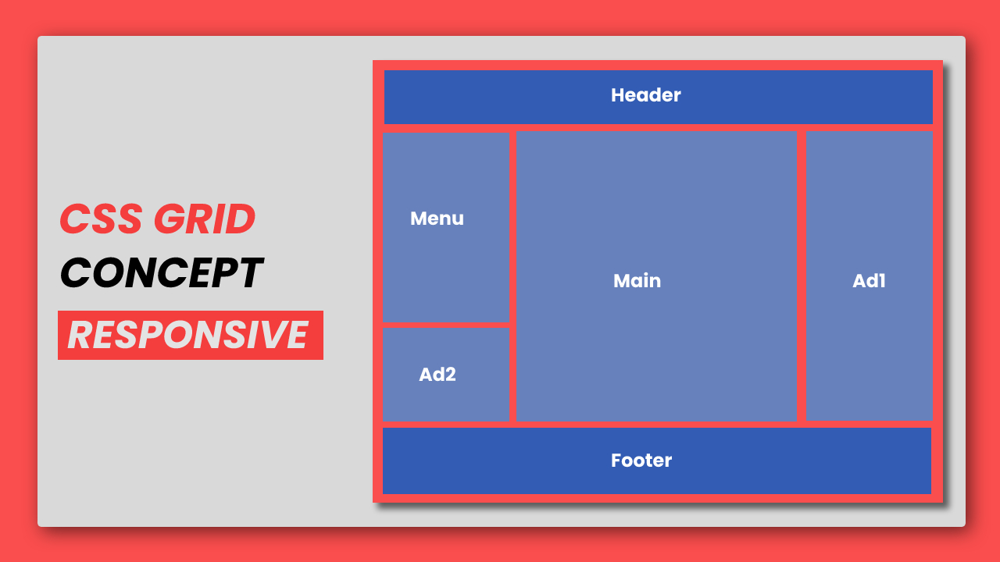 CSS GRID
CONCEPT
RESPONSIVE
Header
Menu
Main
Ad1
Ad2
Footer